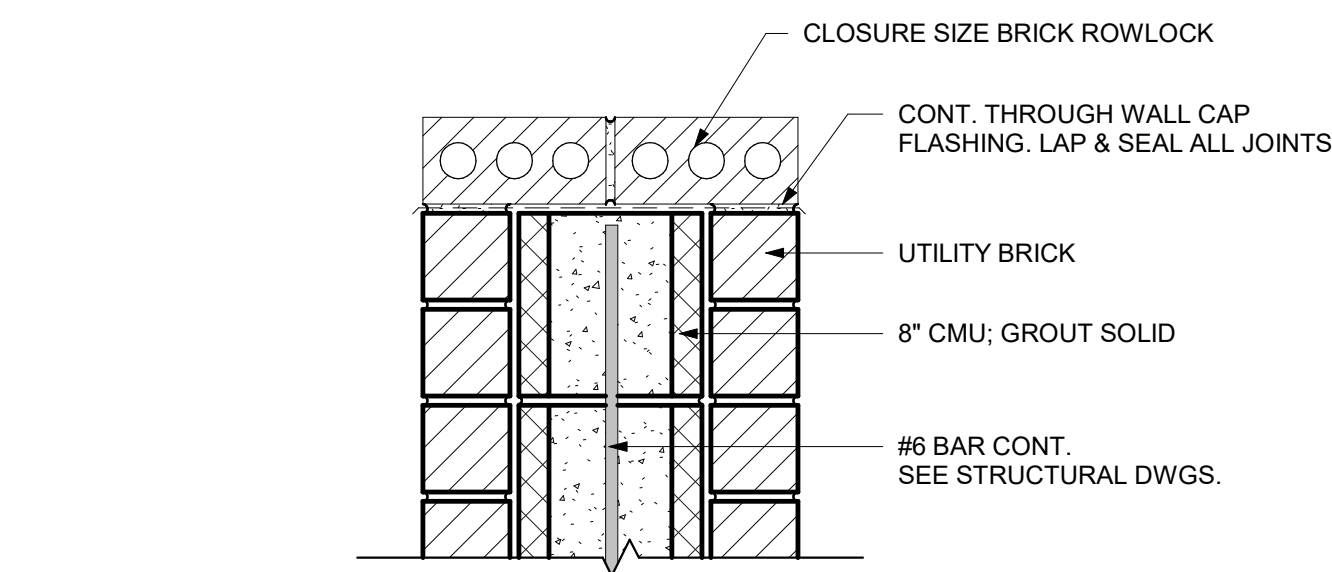 CLOSURE SIZE BRICK ROWLOCK
CONT. THROUGH WALL CAP
FLASHING. LAP & SEAL ALL JOINTS
UTILITY BRICK
8" CMU; GROUT SOLID
#6 BAR CONT.
SEE STRUCTURAL DWGS.